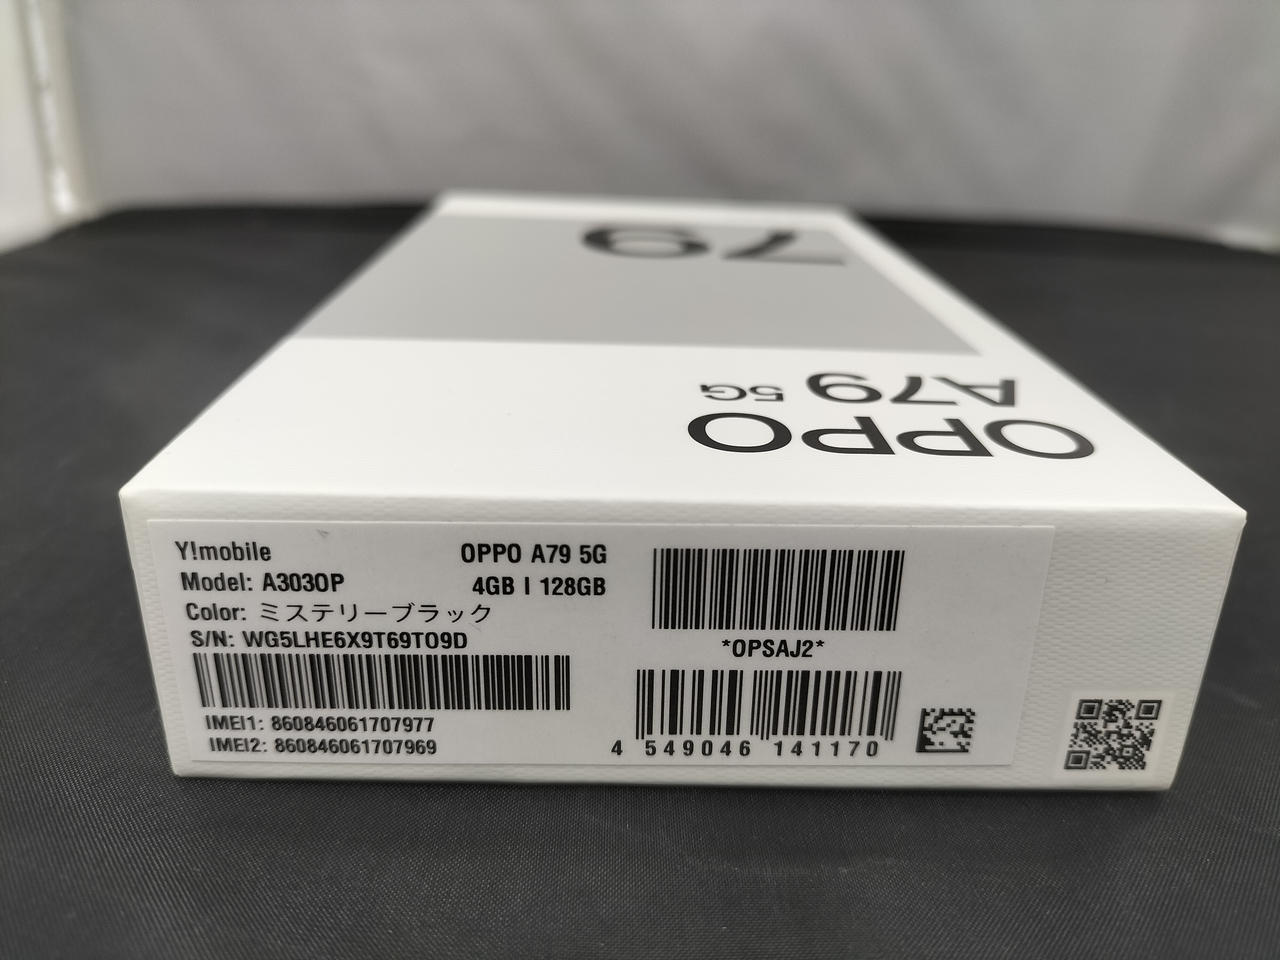 79
A79 5G
OPPO
Y!mobile
OPPO A79 5G
Model: A303OP
4GB | 128GB
Color: ミステリーブラック
S/N: WG5LHE6X9T69TO9D
*OPSAJ2*
IMEI1: 860846061707977
IMEI2: 860846061707969
4 549046 141170